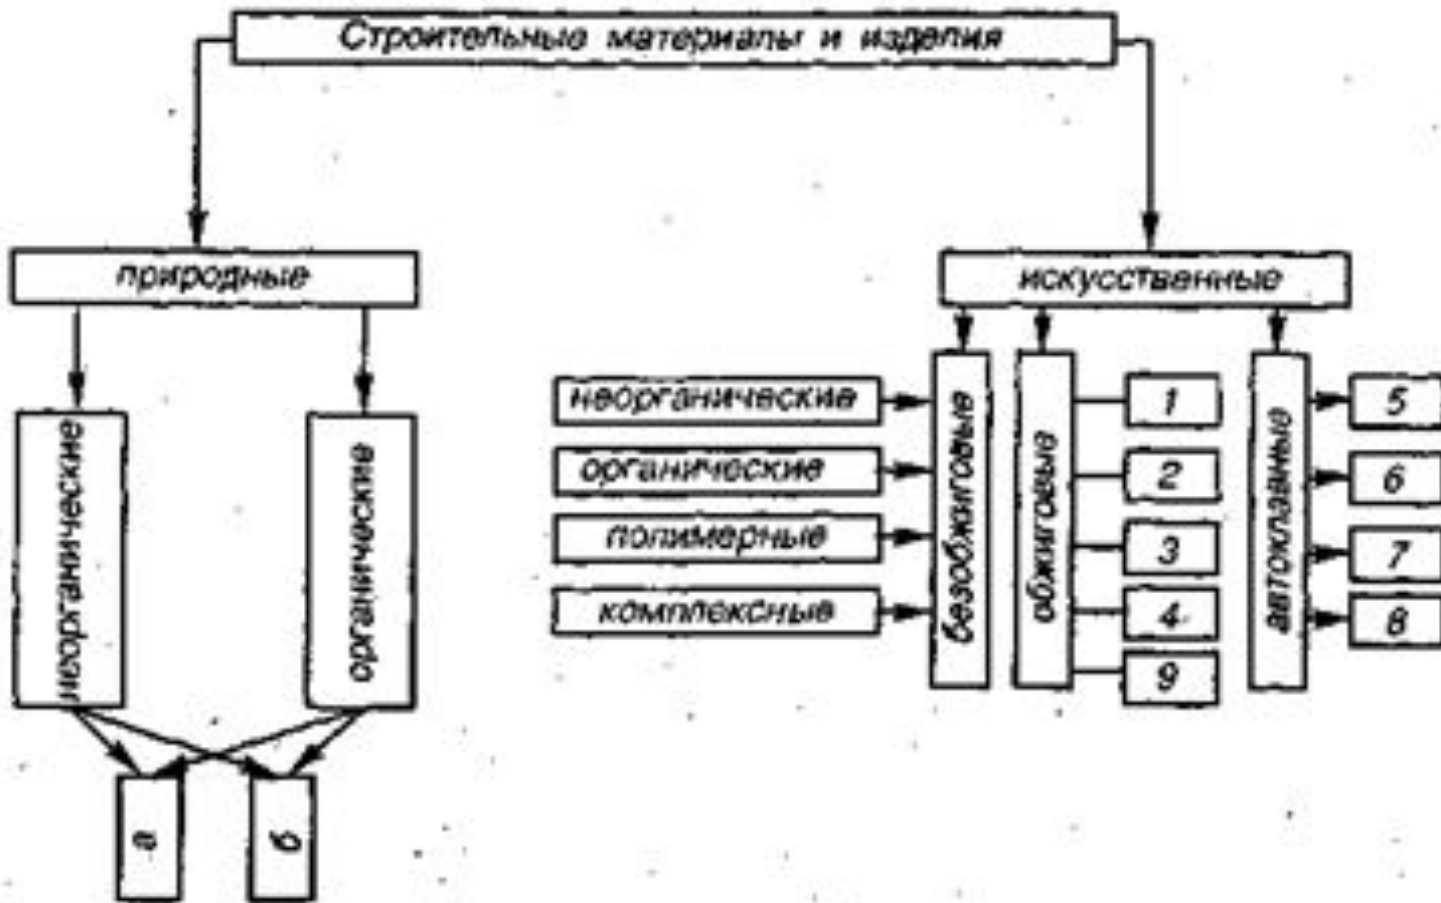 Строительные материалы и изделия
природные
искусственные
неорганические
органические
неорганические
органические
полимерные
комплексные
безобжиговые
обжиговые
автоклавные
1
2
3
4
9
5
6
7
8
а
б